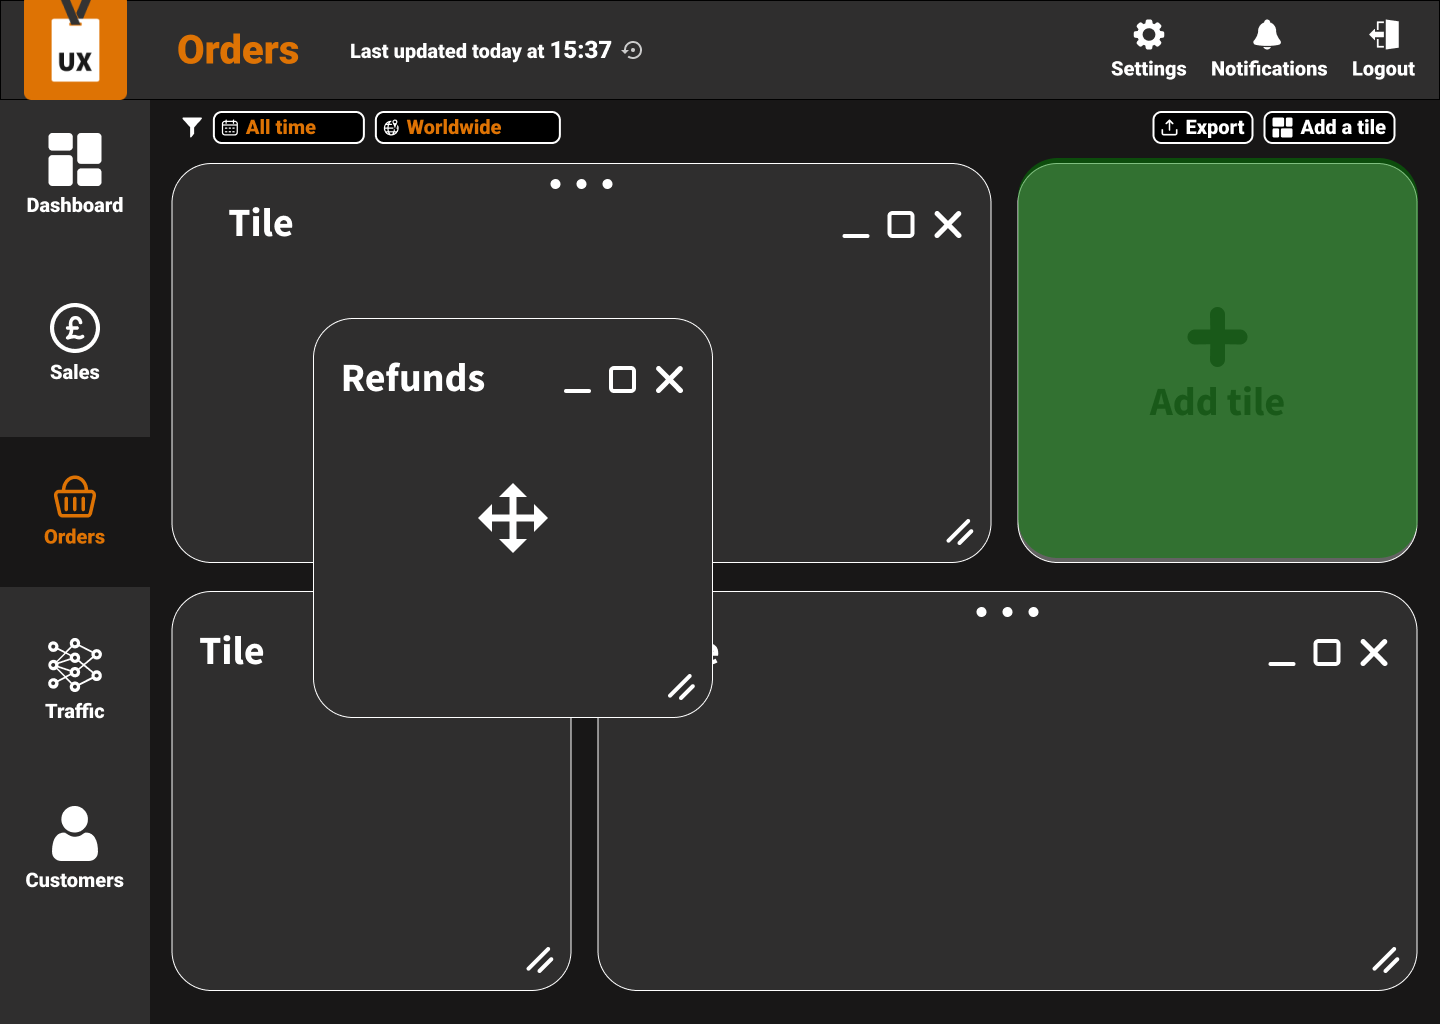 UX
Orders
Last updated today at 15:37
Settings
Notifications
Logout
All time
Worldwide
Export
Add a tile
Dashboard
Sales
Orders
Traffic
Customers
Tile
Add tile
Refunds
Tile
e